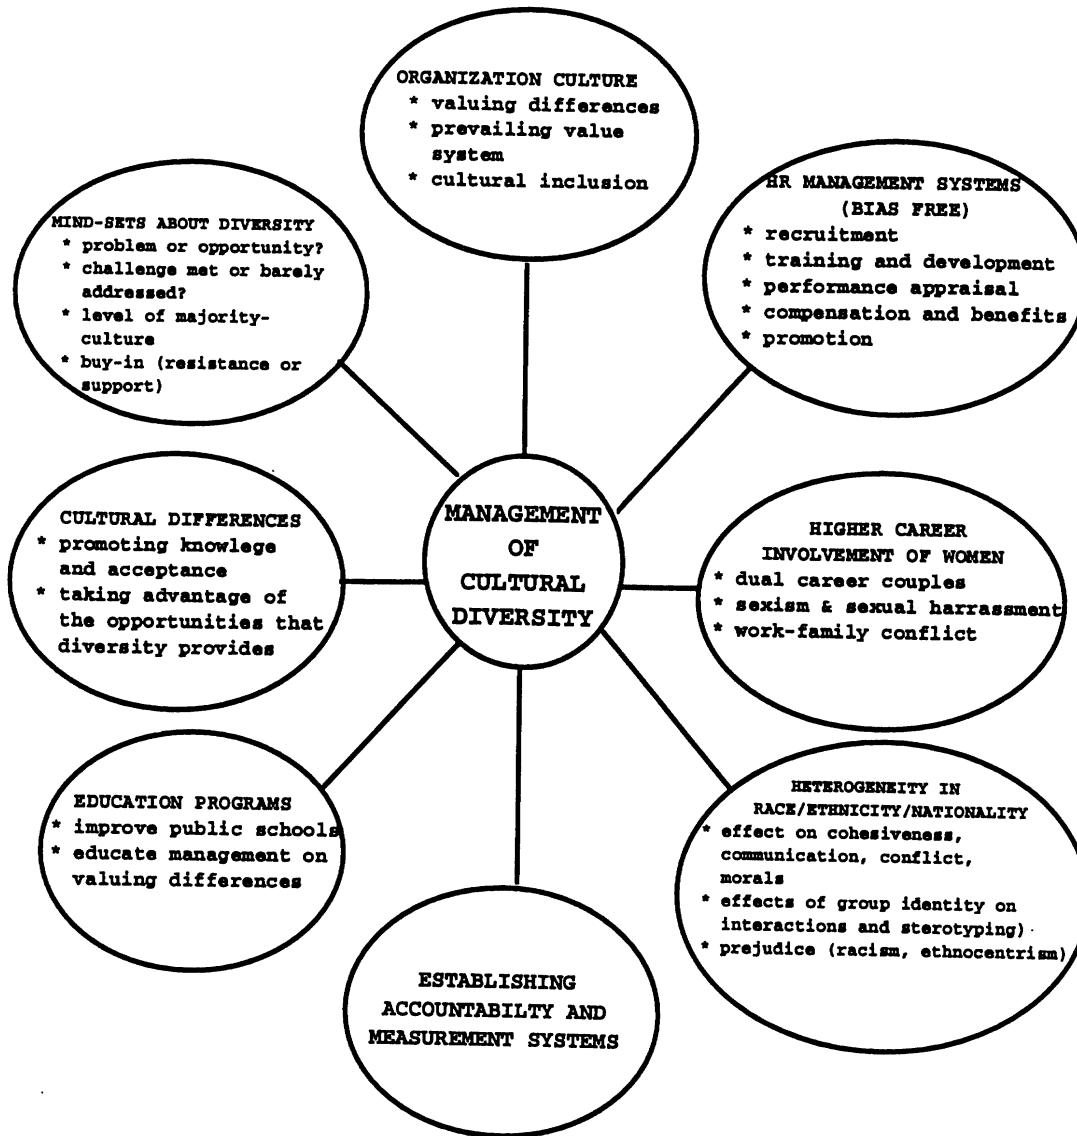 ORGANIZATION CULTURE
* valuing differences
* prevailing value
system
* cultural inclusion
HR MANAGEMENT SYSTEMS
(BIAS FREE)
* recruitment
* training and development
* performance appraisal
* compensation and benefits
* promotion
MIND-SETS ABOUT DIVERSITY
* problem or opportunity?
* challenge met or barely
addressed?
* level of majority-
culture
* buy-in (resistance or
support)
MANAGEMENT
OF
CULTURAL
DIVERSITY
CULTURAL DIFFERENCES
* promoting knowlege
and acceptance
* taking advantage of
the opportunities that
diversity provides
HIGHER CAREER
INVOLVEMENT OF WOMEN
* dual career couples
* sexism & sexual harrassment
* work-family conflict
EDUCATION PROGRAMS
* improve public schools
* educate management on
valuing differences
HETEROGENEITY IN
RACE/ETHNICITY/NATIONALITY
* effect on cohesiveness,
communication, conflict,
morals
* effects of group identity on
interactions and sterotyping)
* prejudice (racism, ethnocentrism)
ESTABLISHING
ACCOUNTABILTY AND
MEASUREMENT SYSTEMS